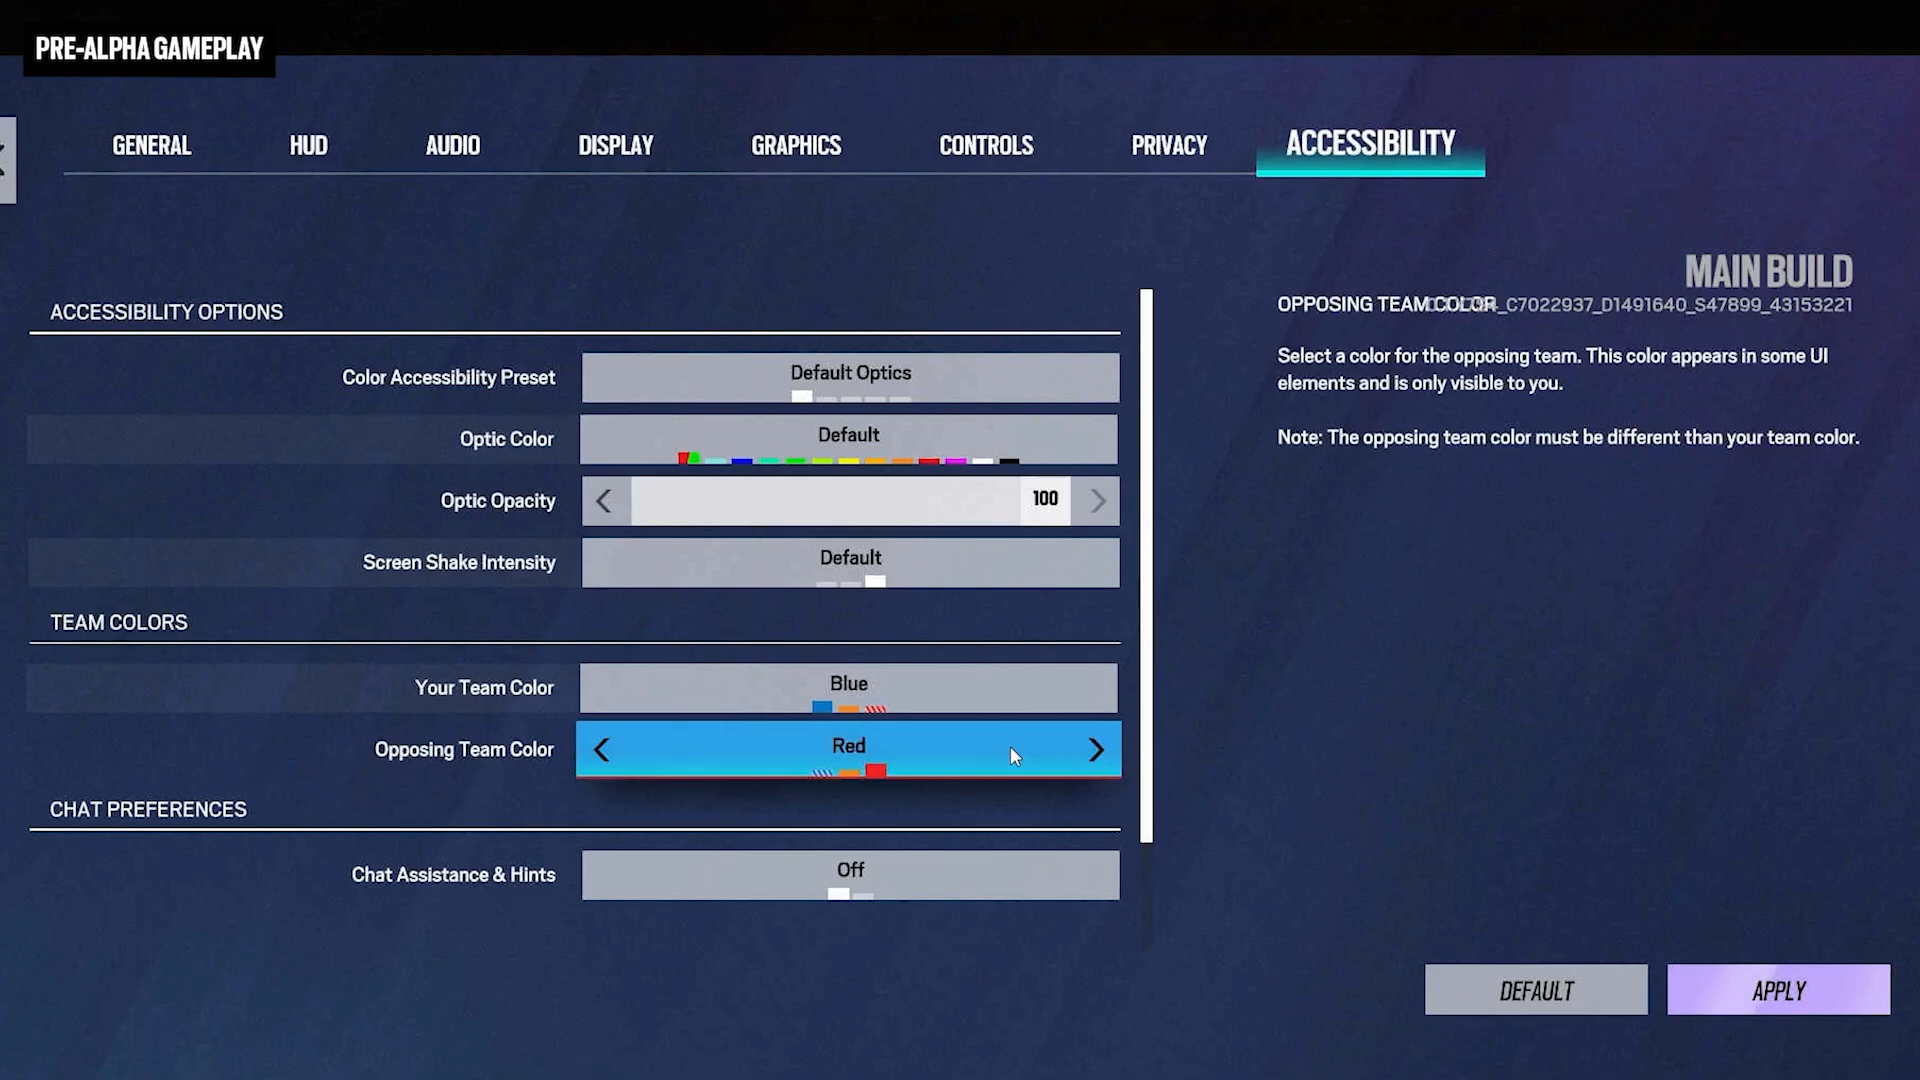 PRE-ALPHA GAMEPLAY
GENERAL HUD AUDIO DISPLAY GRAPHICS CONTROLS PRIVACY ACCESSIBILITY
MAIN BUILD
OPPOSING TEAM COLOR
_C7022937_D1491640_S47899_43153221
Select a color for the opposing team. This color appears in some UI
elements and is only visible to you.
Note: The opposing team color must be different than your team color.
ACCESSIBILITY OPTIONS
Color Accessibility Preset Default Optics
Optic Color Default
Optic Opacity 100
Screen Shake Intensity Default
TEAM COLORS
Your Team Color Blue
Opposing Team Color Red
CHAT PREFERENCES
Chat Assistance & Hints Off
DEFAULT APPLY